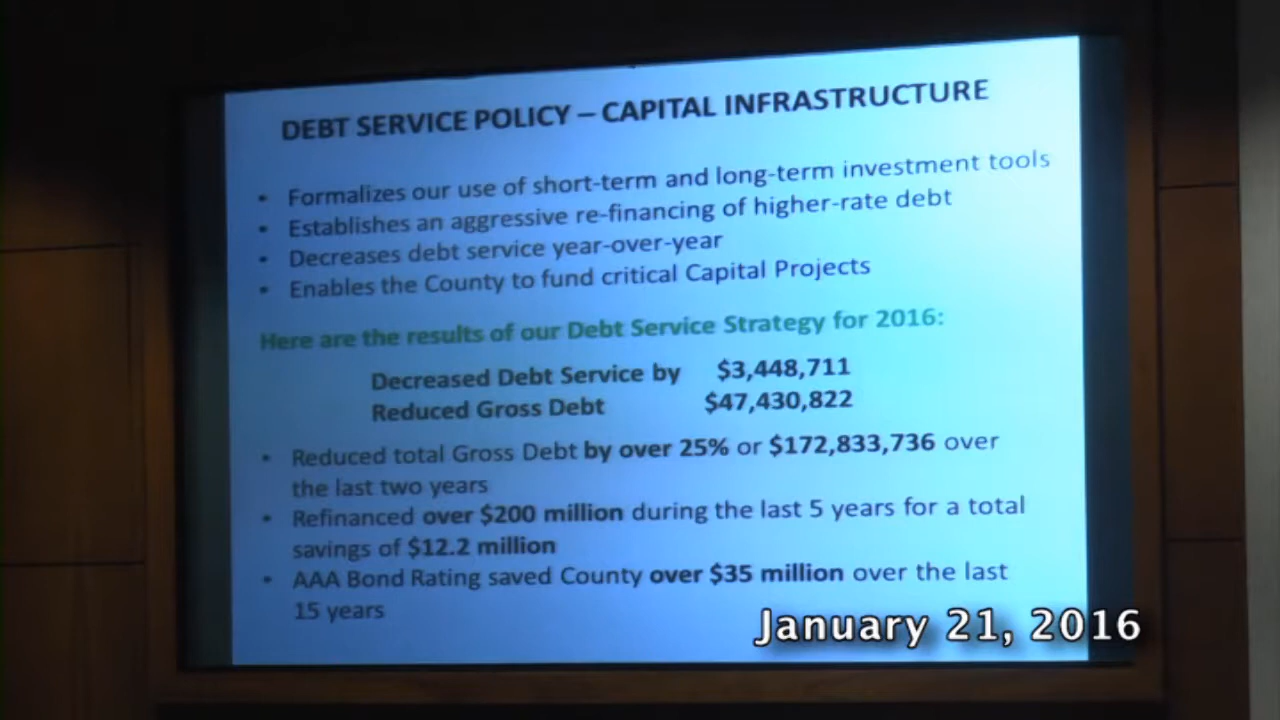 DEBT SERVICE POLICY – CAPITAL INFRASTRUCTURE
• Formalizes our use of short-term and long-term investment tools
• Establishes an aggressive re-financing of higher-rate debt
• Decreases debt service year-over-year
• Enables the County to fund critical Capital Projects
Here are the results of our Debt Service Strategy for 2016:
Decreased Debt Service by $3,448,711
Reduced Gross Debt $47,430,822
• Reduced total Gross Debt by over 25% or $172,833,736 over
the last two years
• Refinanced over $200 million during the last 5 years for a total
savings of $12.2 million
• AAA Bond Rating saved County over $35 million over the last
15 years
January 21, 2016